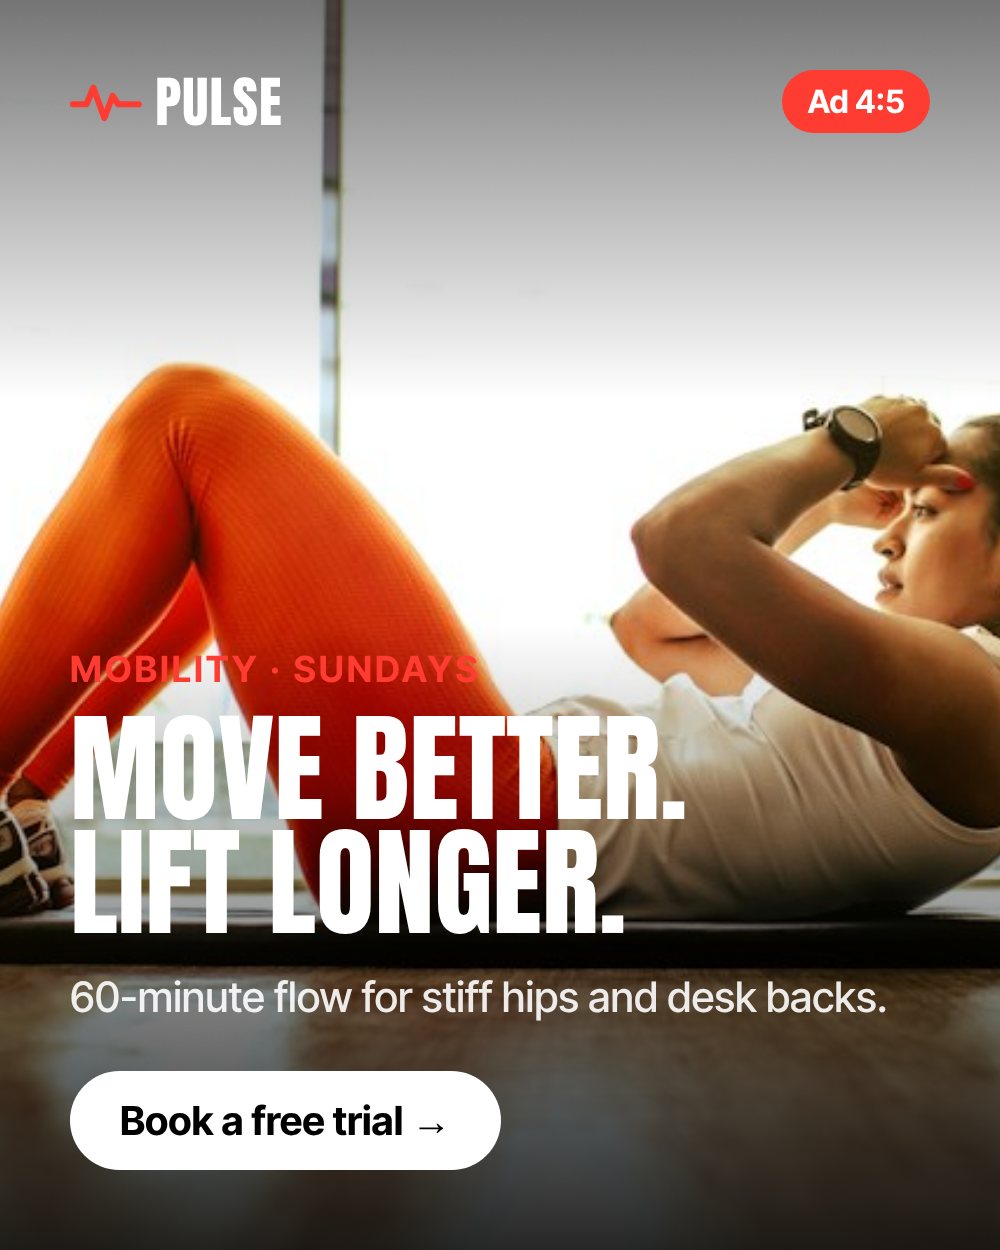 PULSE
Ad 4:5
MOBILITY · SUNDAYS
MOVE BETTER.
LIFT LONGER.
60-minute flow for stiff hips and desk backs.
Book a free trial →